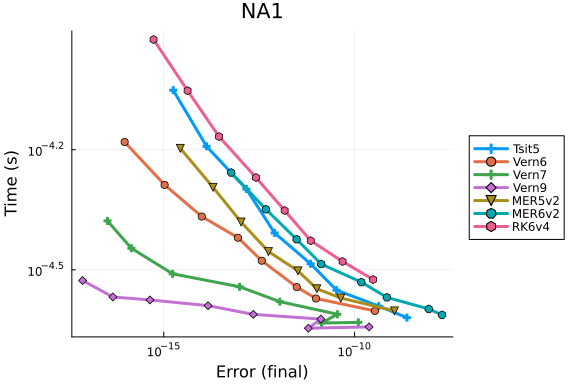 NA1
Time (s)
10⁻⁴·²
10⁻⁴·⁵
10⁻¹⁵
10⁻¹⁰
Error (final)
Tsit5
Vern6
Vern7
Vern9
MER5v2
MER6v2
RK6v4